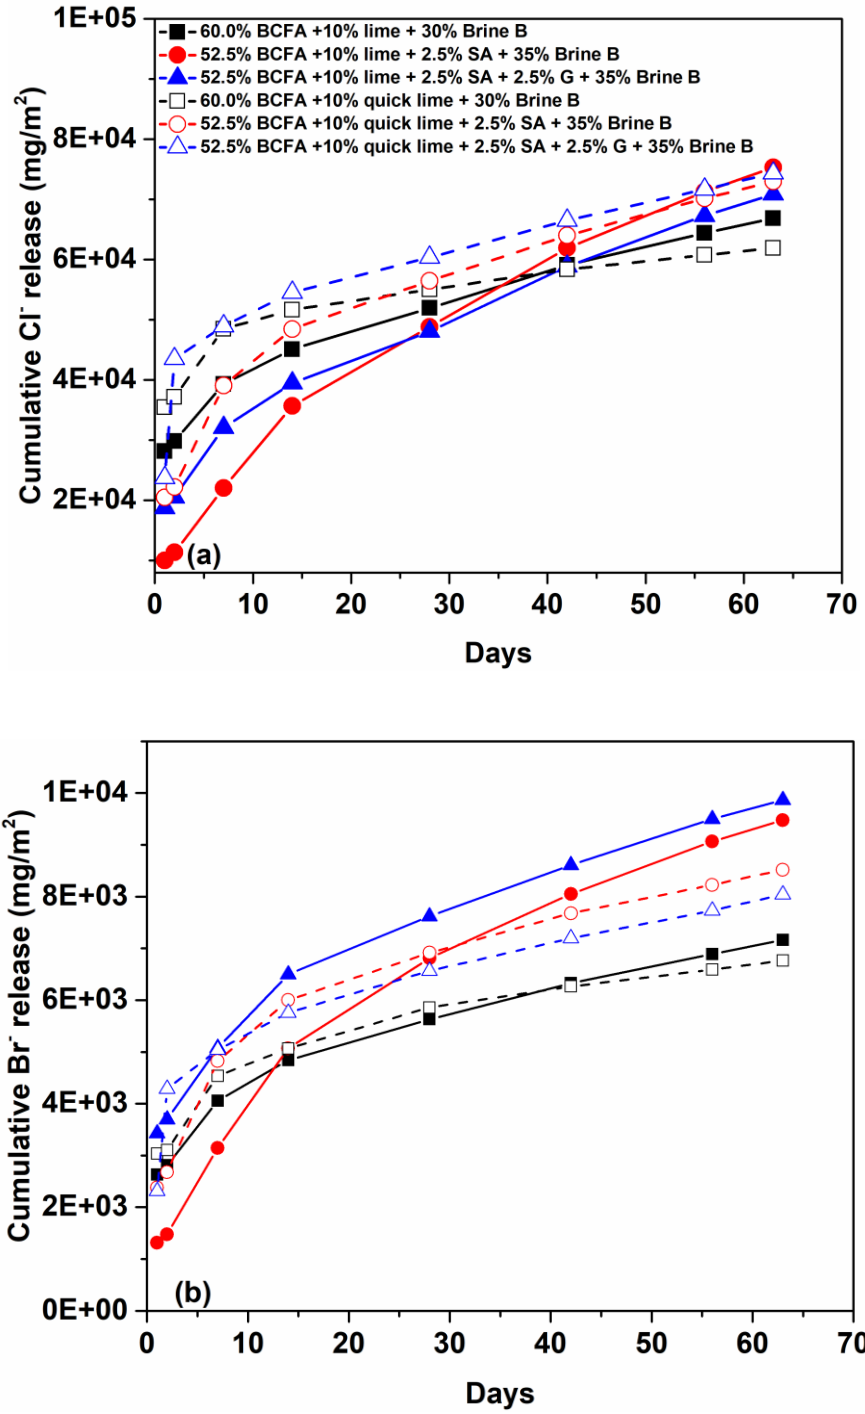 1E+05
8E+04
6E+04
4E+04
2E+04
Cumulative Cl- release (mg/m2)
60.0% BCFA +10% lime + 30% Brine B
52.5% BCFA +10% lime + 2.5% SA + 35% Brine B
52.5% BCFA +10% lime + 2.5% SA + 2.5% G + 35% Brine B
60.0% BCFA +10% quick lime + 30% Brine B
52.5% BCFA +10% quick lime + 2.5% SA + 35% Brine B
52.5% BCFA +10% quick lime + 2.5% SA + 2.5% G + 35% Brine B
(a)
0 10 20 30 40 50 60 70
Days
1E+04
8E+03
6E+03
4E+03
2E+03
0E+00
Cumulative Br- release (mg/m2)
(b)
0 10 20 30 40 50 60 70
Days